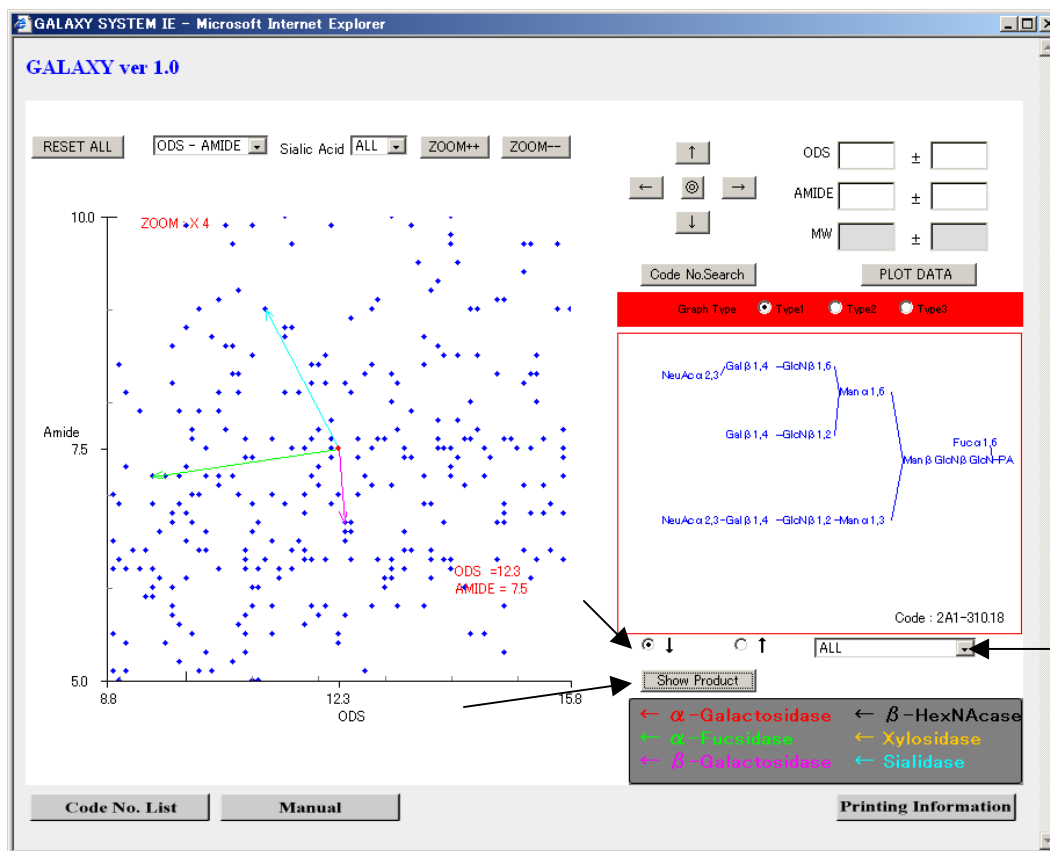 GALAXY SYSTEM IE - Microsoft Internet Explorer
GALAXY ver 1.0
RESET ALL
ODS - AMIDE
Sialic Acid
ALL
ZOOM++
ZOOM--
↑
←
◎
→
↓
ODS
±
AMIDE
±
MW
±
Code No.Search
PLOT DATA
Graph Type
Type1
Type2
Type3
10.0
ZOOM : X 4
Amide
7.5
ODS =12.3
AMIDE = 7.5
5.0
8.8
12.3
15.8
ODS
NeuAcα2,3
Galβ1,4 -GlcNβ1,6
Manα1,6
Galβ1,4 -GlcNβ1,2
Fucα1,6
ManβGlcNβGlcN-PA
NeuAcα2,3-Galβ1,4 -GlcNβ1,2-Manα1,3
Code : 2A1-310.18
↓
↑
ALL
Show Product
← α-Galactosidase
← β-HexNAcase
← α-Fucsidase
← Xylosidase
← β-Galactosidase
← Sialidase
Code No. List
Manual
Printing Information